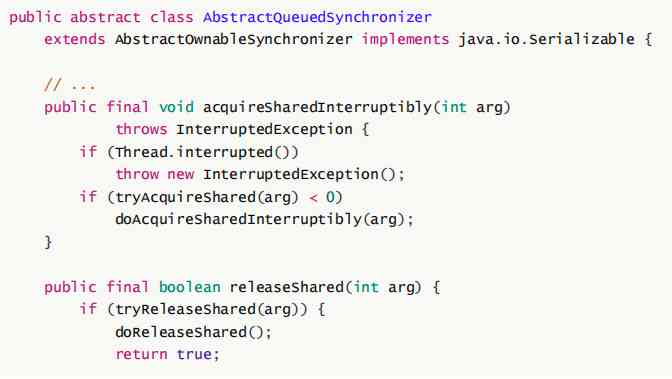 public abstract class AbstractQueuedSynchronizer
    extends AbstractOwnableSynchronizer implements java.io.Serializable {

    // ...
    public final void acquireSharedInterruptibly(int arg)
            throws InterruptedException {
        if (Thread.interrupted())
            throw new InterruptedException();
        if (tryAcquireShared(arg) < 0)
            doAcquireSharedInterruptibly(arg);
    }

    public final boolean releaseShared(int arg) {
        if (tryReleaseShared(arg)) {
            doReleaseShared();
            return true;